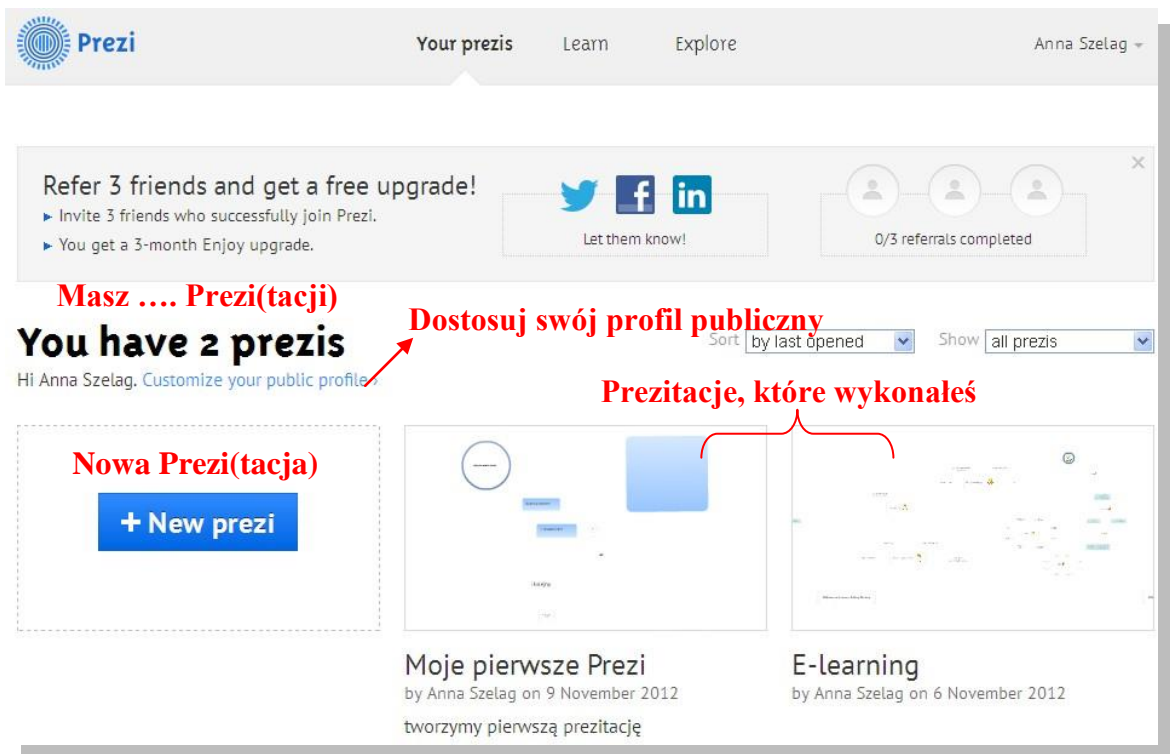 Prezi Your prezis Learn Explore Anna Szelag
Refer 3 friends and get a free upgrade!
Invite 3 friends who successfully join Prezi.
You get a 3-month Enjoy upgrade.
Let them know!
0/3 referrals completed
Masz …. Prezi(tacji)
Dostosuj swój profil publiczny
You have 2 prezis
Sort by last opened Show all prezis
Hi Anna Szelag. Customize your public profile ›
Prezitacje, które wykonałeś
Nowa Prezi(tacja)
+ New prezi
Moje pierwsze Prezi
by Anna Szelag on 9 November 2012
tworzymy pierwszą prezitację
E-learning
by Anna Szelag on 6 November 2012